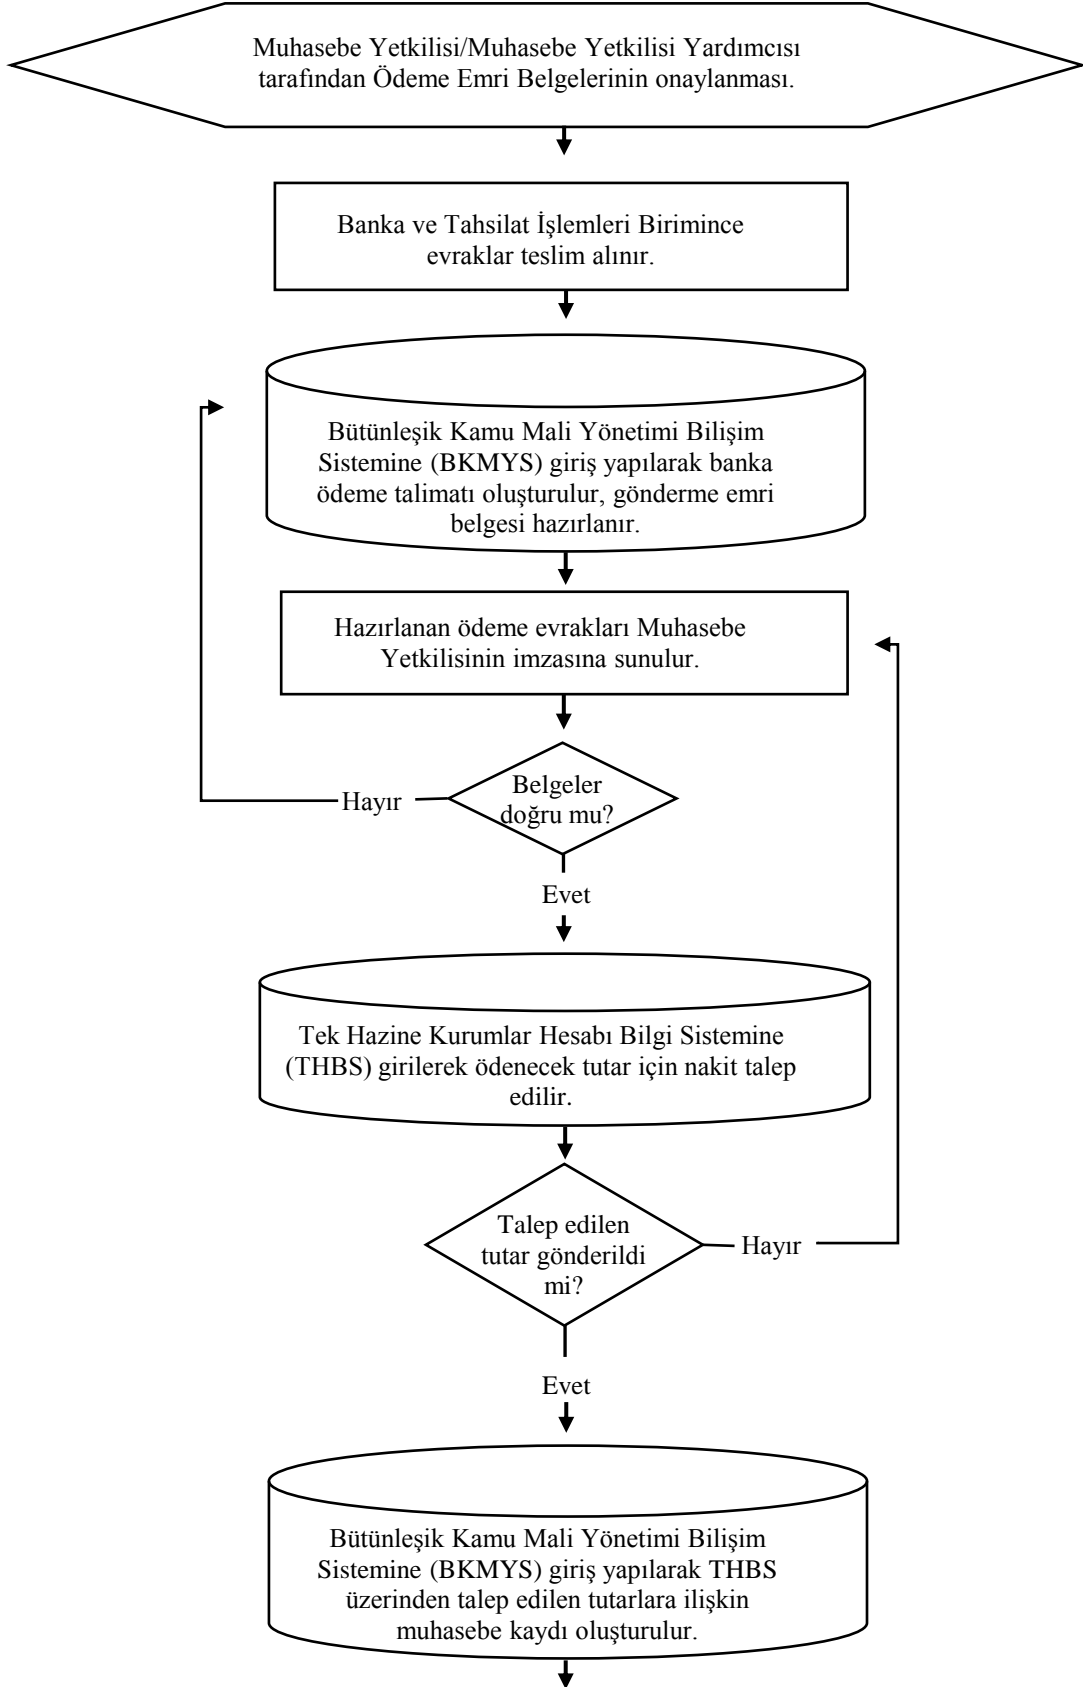 Muhasebe Yetkilisi/Muhasebe Yetkilisi Yardımcısı
tarafından Ödeme Emri Belgelerinin onaylanması.
Banka ve Tahsilat İşlemleri Birimince
evraklar teslim alınır.
Bütünleşik Kamu Mali Yönetimi Bilişim
Sistemine (BKMYS) giriş yapılarak banka
ödeme talimatı oluşturulur, gönderme emri
belgesi hazırlanır.
Hazırlanan ödeme evrakları Muhasebe
Yetkilisinin imzasına sunulur.
Belgeler
doğru mu?
Hayır
Evet
Tek Hazine Kurumlar Hesabı Bilgi Sistemine
(THBS) girilerek ödenecek tutar için nakit talep
edilir.
Talep edilen
tutar gönderildi
mi?
Hayır
Evet
Bütünleşik Kamu Mali Yönetimi Bilişim
Sistemine (BKMYS) giriş yapılarak THBS
üzerinden talep edilen tutarlara ilişkin
muhasebe kaydı oluşturulur.